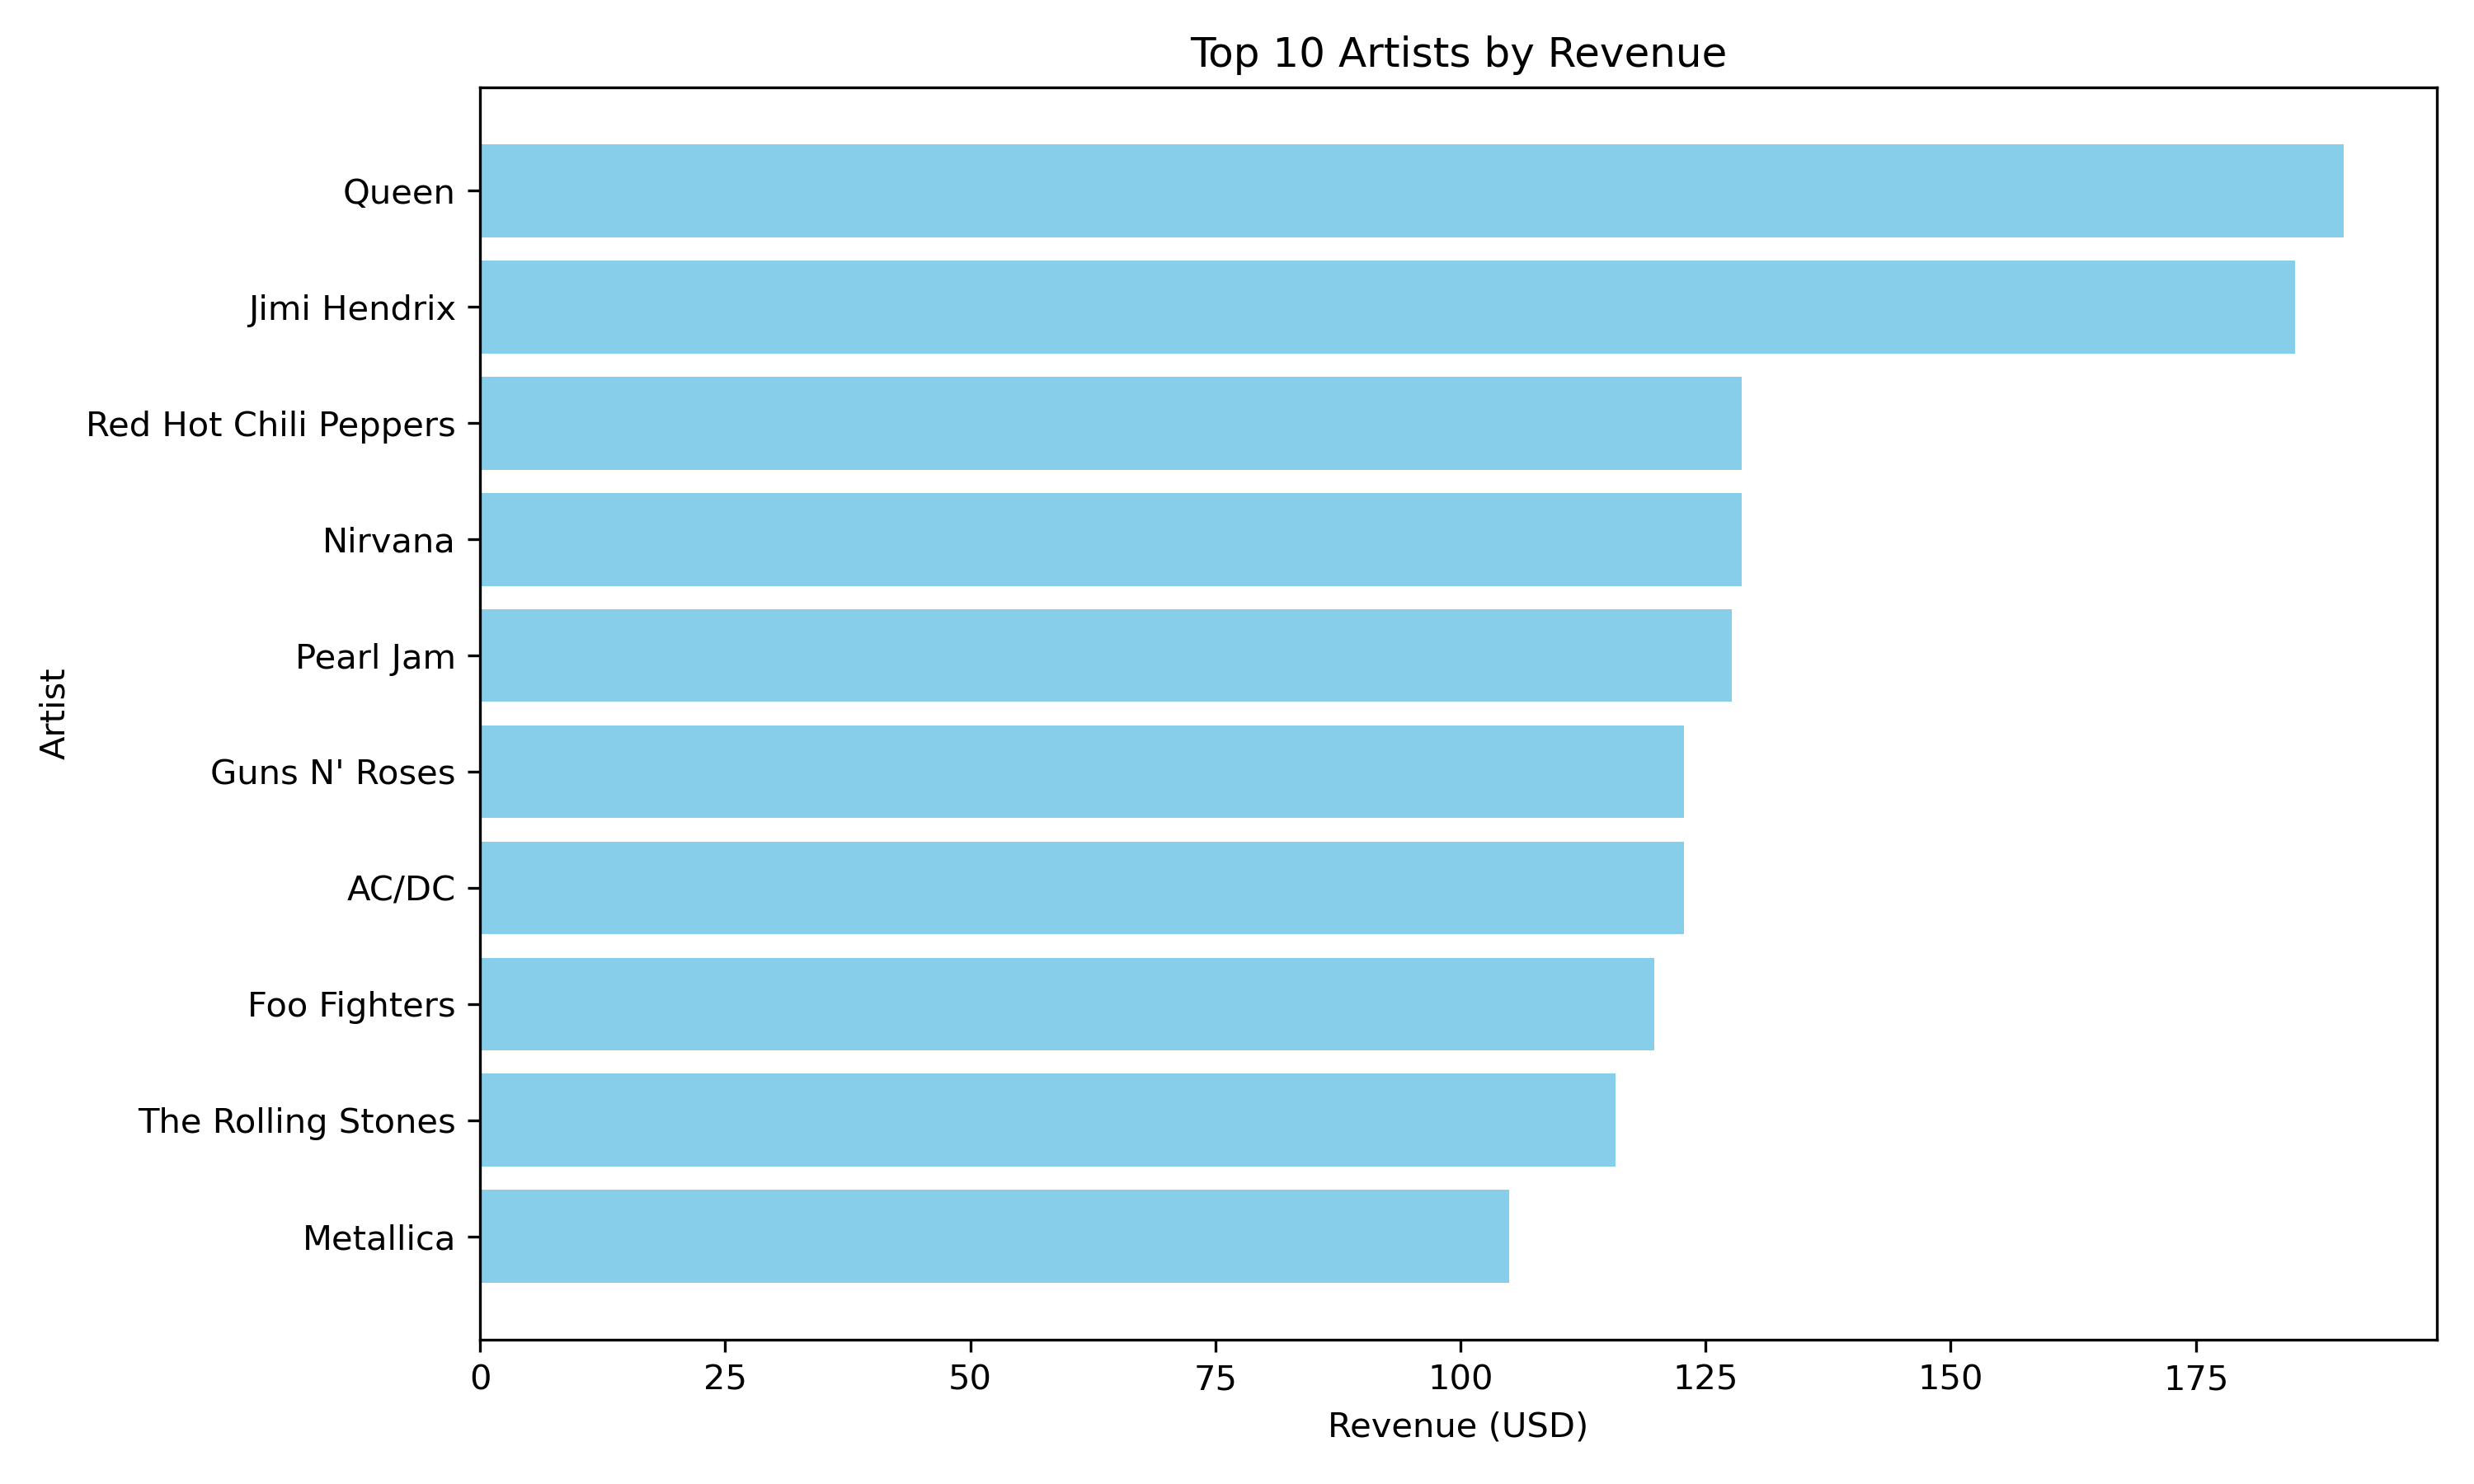 Top 10 Artists by Revenue
Artist
Queen
Jimi Hendrix
Red Hot Chili Peppers
Nirvana
Pearl Jam
Guns N' Roses
AC/DC
Foo Fighters
The Rolling Stones
Metallica
0 25 50 75 100 125 150 175
Revenue (USD)